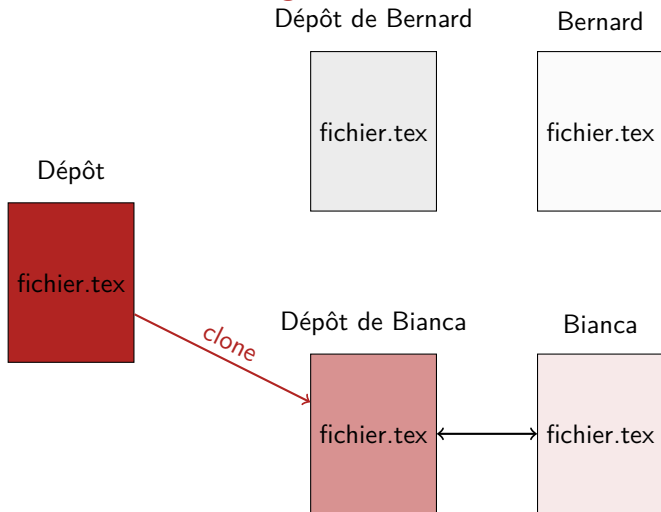 Dépôt de Bernard
Bernard
fichier.tex
fichier.tex
Dépôt
fichier.tex
clone
Dépôt de Bianca
Bianca
fichier.tex
fichier.tex